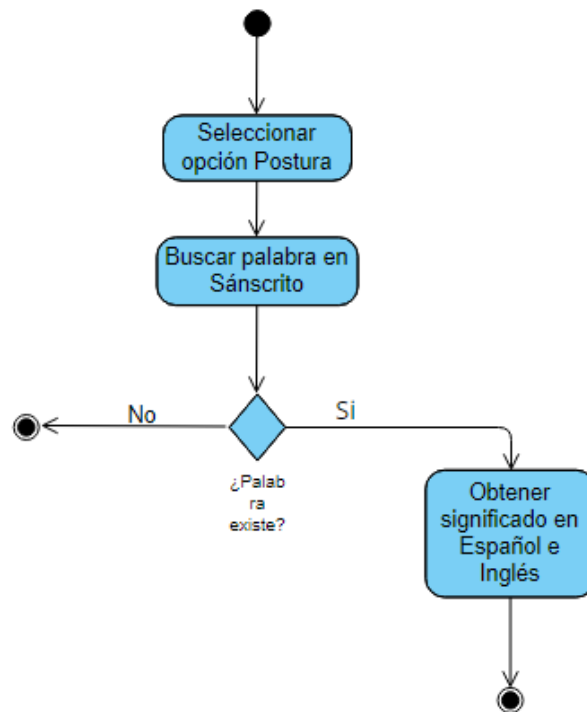 Seleccionar
opción Postura
Buscar palabra en
Sánscrito
No
Si
¿Palab
ra
existe?
Obtener
significado en
Español e
Inglés